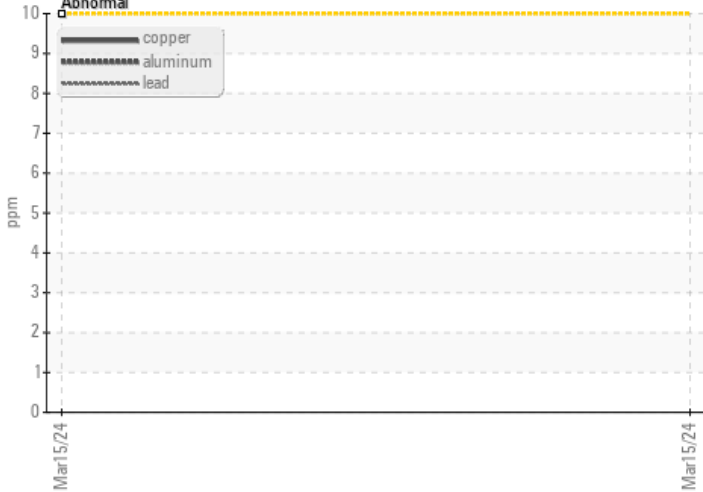 Abnormal
10
copper
9
aluminum
lead
8
7
6
ppm
5
4
3
2
1
0
Mar15/24
Mar15/24